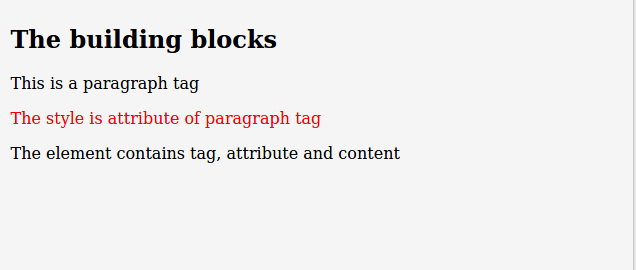 The building blocks
This is a paragraph tag
The style is attribute of paragraph tag
The element contains tag, attribute and content